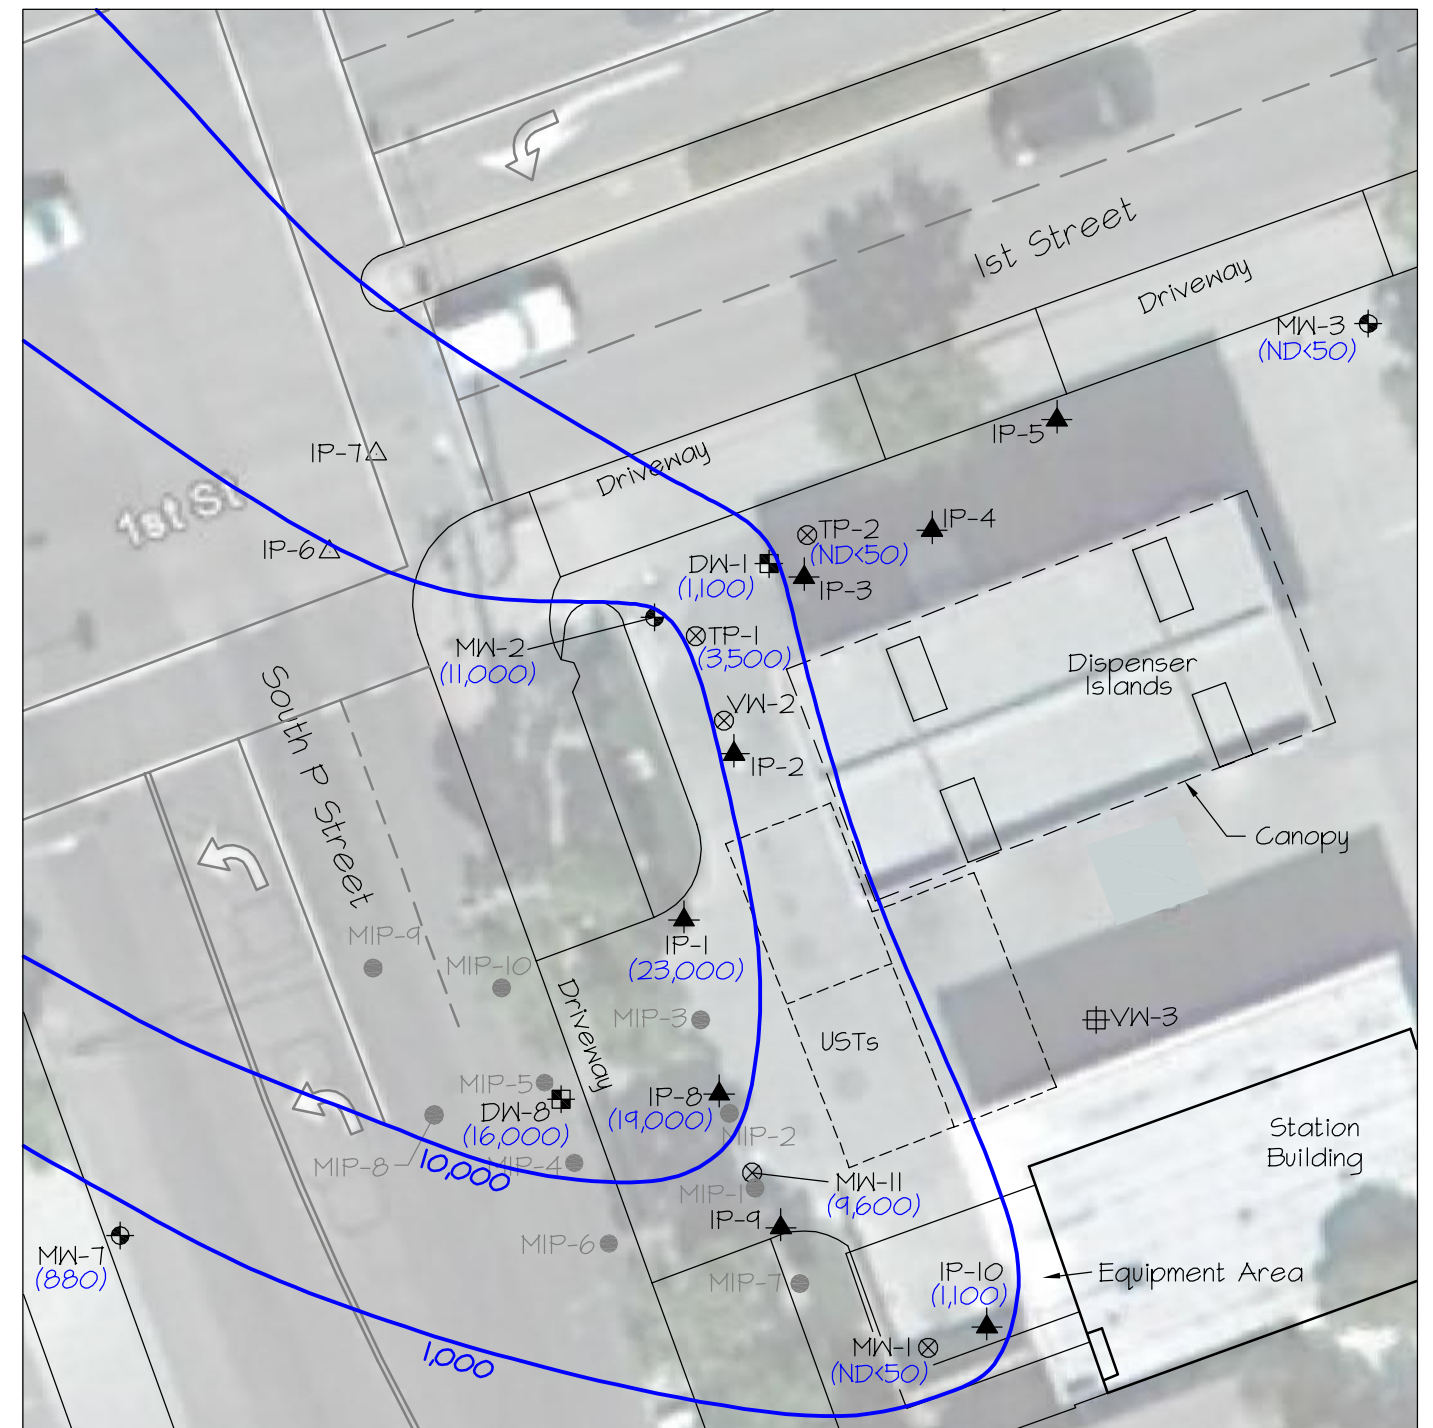 1st Street
Driveway
MW-3
(ND<50)
IP-5
IP-7
Driveway
1st St
IP-6
TP-2
(ND<50)
IP-4
DW-1
(1,100)
IP-3
MW-2
(11,000)
TP-1
(3,500)
Dispenser
Islands
South P Street
VW-2
IP-2
Canopy
MIP-9
MIP-10
IP-1
(23,000)
Driveway
MIP-3
USTs
VW-3
MIP-5
DW-8
(16,000)
IP-8
(19,000)
MIP-2
MIP-8
10,000
MIP-4
Station
Building
MIP-1
MW-11
(9,600)
IP-9
MIP-6
MW-7
(880)
MIP-7
IP-10
(1,100)
Equipment Area
1,000
MW-1
(ND<50)